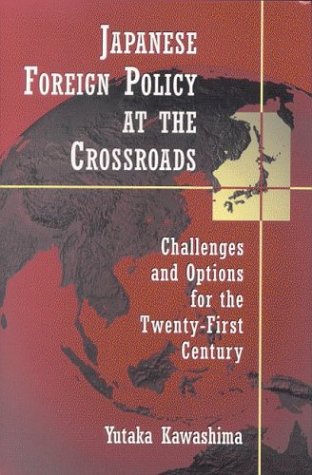 JAPANESE
FOREIGN POLICY
AT THE
CROSSROADS
Challenges
and Options
for the
Twenty-First
Century
Yutaka Kawashima